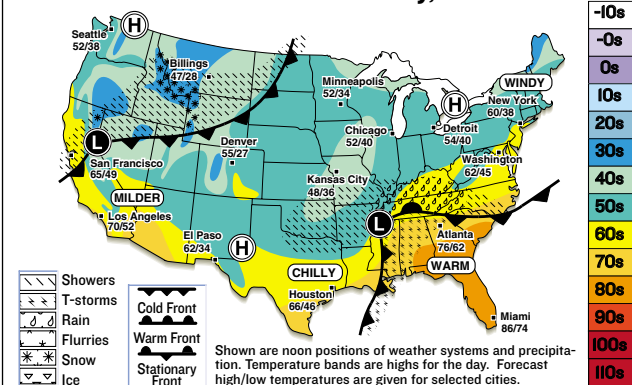 Seattle
52/38
H
Billings
47/28
Minneapolis
52/34
WINDY
H
New York
60/38
Chicago
52/40
Detroit
54/40
L
San Francisco
65/49
Denver
55/27
Washington
62/45
Kansas City
48/36
MILDER
Los Angeles
70/52
El Paso
62/34
H
L
Atlanta
76/62
WARM
CHILLY
Houston
66/46
Miami
86/74
Showers
T-storms
Rain
Flurries
Snow
Ice
Cold Front
Warm Front
Stationary
Front
Shown are noon positions of weather systems and precipita-
tion. Temperature bands are highs for the day. Forecast
high/low temperatures are given for selected cities.
-10s
-0s
0s
10s
20s
30s
40s
50s
60s
70s
80s
90s
100s
110s